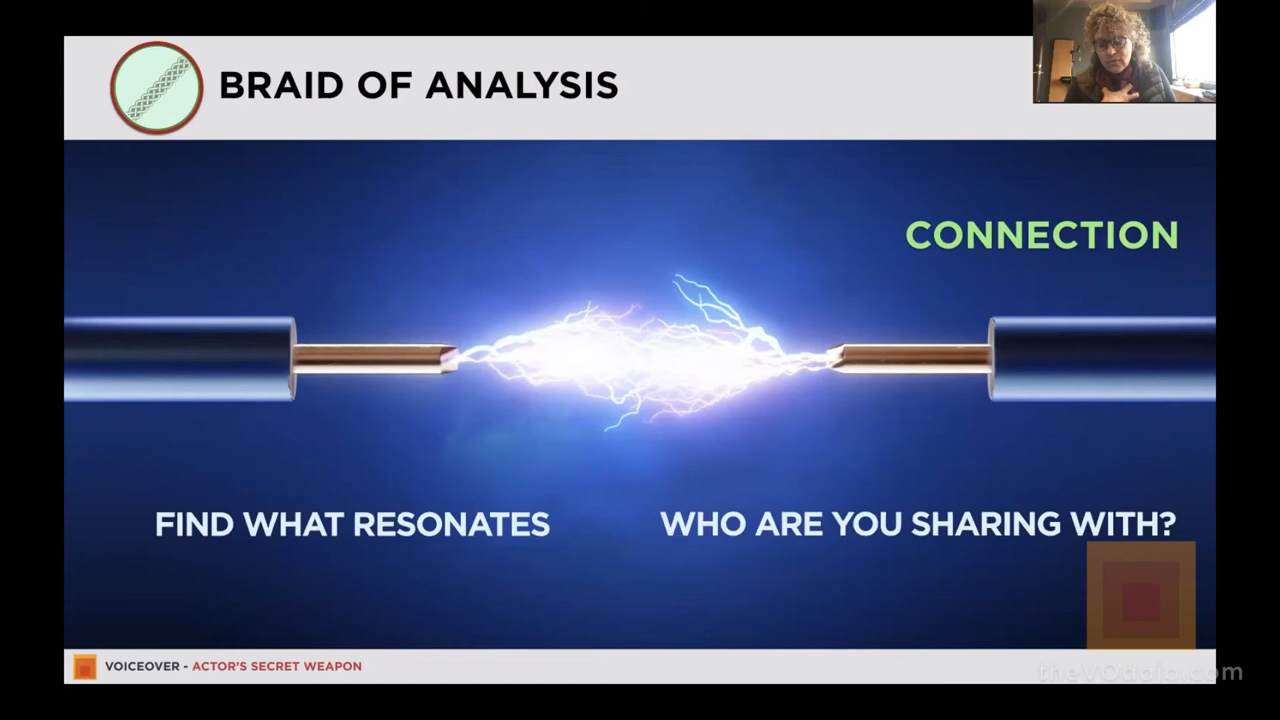 BRAID OF ANALYSIS
CONNECTION
FIND WHAT RESONATES
WHO ARE YOU SHARING WITH?
VOICEOVER - ACTOR'S SECRET WEAPON
theVOdojo.com